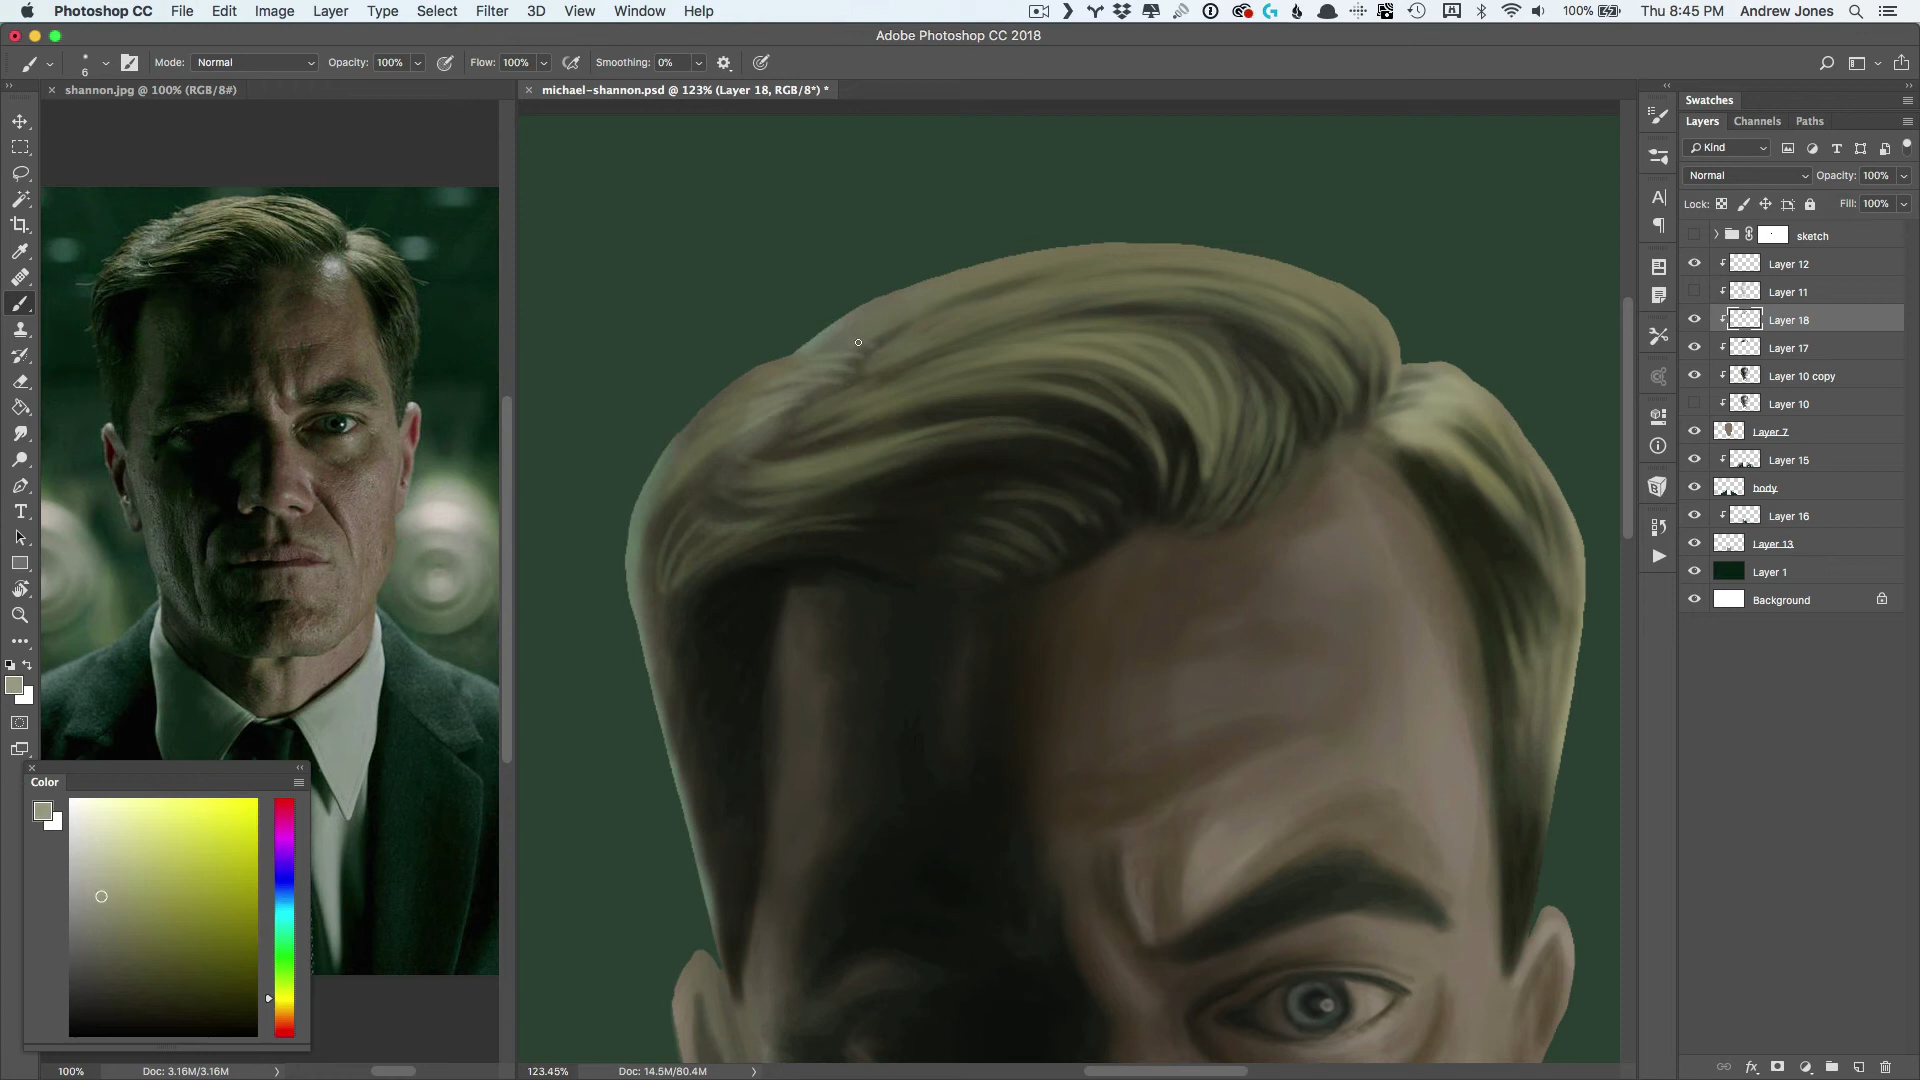 Photoshop CC File Edit Image Layer Type Select Filter 3D View Window Help 100% Thu 8:45 PM Andrew Jones
Adobe Photoshop CC 2018
6 Mode: Normal Opacity: 100% Flow: 100% Smoothing: 0%
shannon.jpg @ 100% (RGB/8#)
michael-shannon.psd @ 123% (Layer 18, RGB/8*) *
Swatches
Layers Channels Paths
Kind
Normal Opacity: 100%
Lock: Fill: 100%
sketch
Layer 12
Layer 11
Layer 18
Layer 17
Layer 10 copy
Layer 10
Layer 7
Layer 15
body
Layer 16
Layer 13
Layer 1
Background
Color
100% Doc: 3.16M/3.16M
123.45% Doc: 14.5M/80.4M